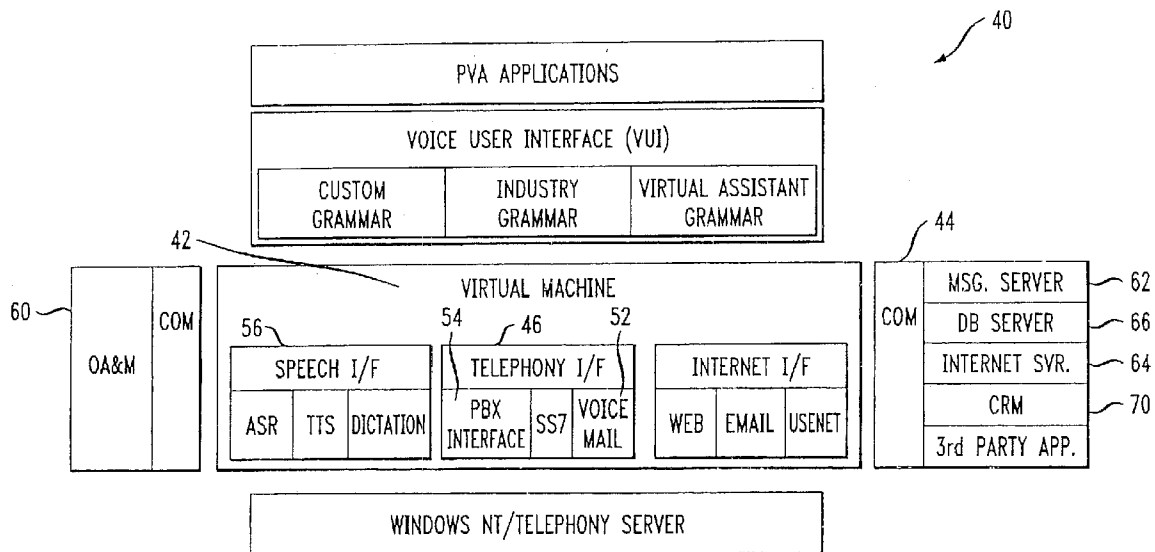 40
PVA APPLICATIONS
VOICE USER INTERFACE (VUI)
CUSTOM
GRAMMAR
INDUSTRY
GRAMMAR
VIRTUAL ASSISTANT
GRAMMAR
42
44
60
OA&M
COM
VIRTUAL MACHINE
56
SPEECH I/F
ASR
TTS
DICTATION
54
46
52
TELEPHONY I/F
PBX
INTERFACE
SS7
VOICE
MAIL
INTERNET I/F
WEB
EMAIL
USENET
COM
MSG. SERVER
62
DB SERVER
66
INTERNET SVR.
64
CRM
70
3rd PARTY APP.
WINDOWS NT/TELEPHONY SERVER